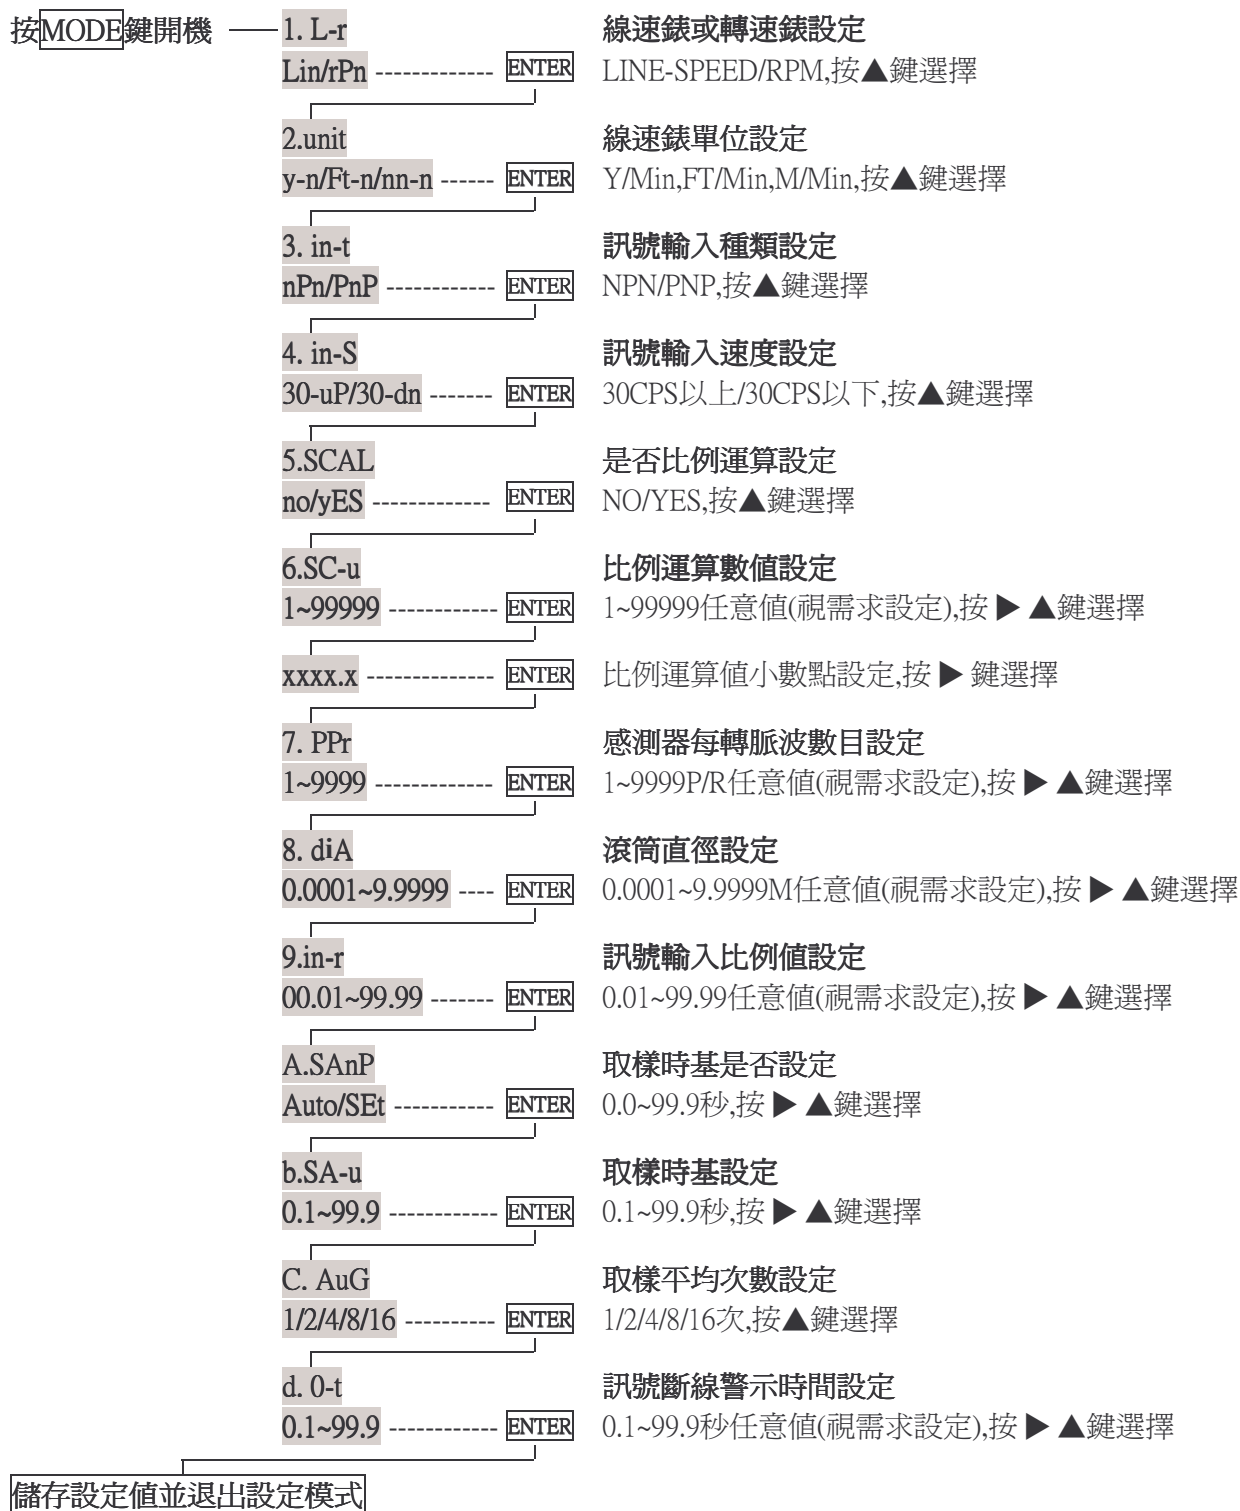 按MODE鍵開機 1. L-r 線速錶或轉速錶設定
Lin/rPn ------------- ENTER LINE-SPEED/RPM,按▲鍵選擇
2.unit 線速錶單位設定
y-n/Ft-n/nn-n ------ ENTER Y/Min,FT/Min,M/Min,按▲鍵選擇
3. in-t 訊號輸入種類設定
nPn/PnP ------------ ENTER NPN/PNP,按▲鍵選擇
4. in-S 訊號輸入速度設定
30-uP/30-dn ------- ENTER 30CPS以上/30CPS以下,按▲鍵選擇
5.SCAL 是否比例運算設定
no/yES ------------- ENTER NO/YES,按▲鍵選擇
6.SC-u 比例運算數值設定
1~99999 ------------ ENTER 1~99999任意值(視需求設定),按 ▶ ▲鍵選擇
xxxx.x -------------- ENTER 比例運算值小數點設定,按 ▶ 鍵選擇
7. PPr 感測器每轉脈波數目設定
1~9999 ------------- ENTER 1~9999P/R任意值(視需求設定),按 ▶ ▲鍵選擇
8. diA 滾筒直徑設定
0.0001~9.9999 ---- ENTER 0.0001~9.9999M任意值(視需求設定),按 ▶ ▲鍵選擇
9.in-r 訊號輸入比例值設定
00.01~99.99 ------- ENTER 0.01~99.99任意值(視需求設定),按 ▶ ▲鍵選擇
A.SAnP 取樣時基是否設定
Auto/SEt ----------- ENTER 0.0~99.9秒,按 ▶ ▲鍵選擇
b.SA-u 取樣時基設定
0.1~99.9 ------------ ENTER 0.1~99.9秒,按 ▶ ▲鍵選擇
C. AuG 取樣平均次數設定
1/2/4/8/16 ---------- ENTER 1/2/4/8/16次,按▲鍵選擇
d. 0-t 訊號斷線警示時間設定
0.1~99.9 ------------ ENTER 0.1~99.9秒任意值(視需求設定),按 ▶ ▲鍵選擇
儲存設定值並退出設定模式